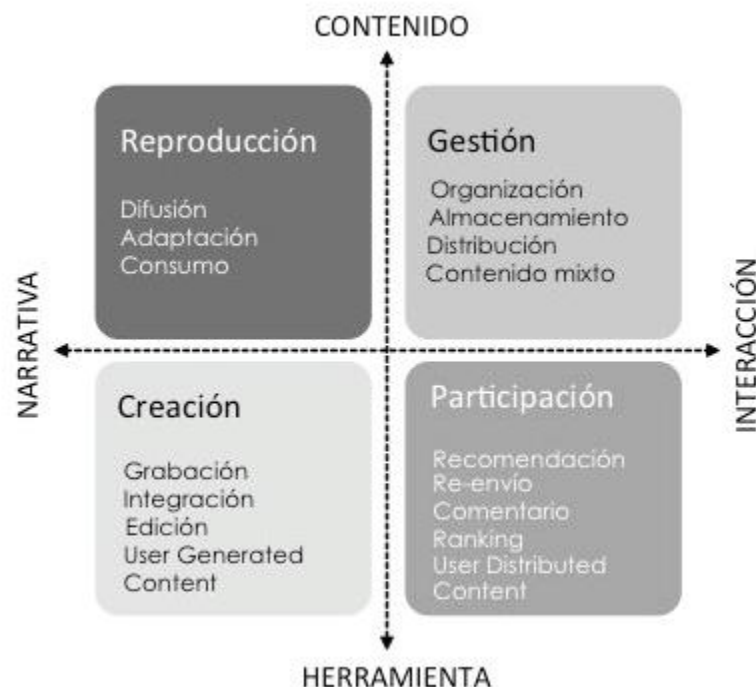 CONTENIDO
Reproducción
Difusión
Adaptación
Consumo
Gestión
Organización
Almacenamiento
Distribución
Contenido mixto
NARRATIVA
INTERACCIÓN
Creación
Grabación
Integración
Edición
User Generated
Content
Participación
Recomendación
Re-envío
Comentario
Ranking
User Distributed
Content
HERRAMIENTA